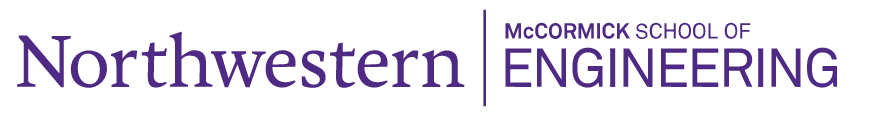 Northwestern
McCORMICK SCHOOL OF
ENGINEERING